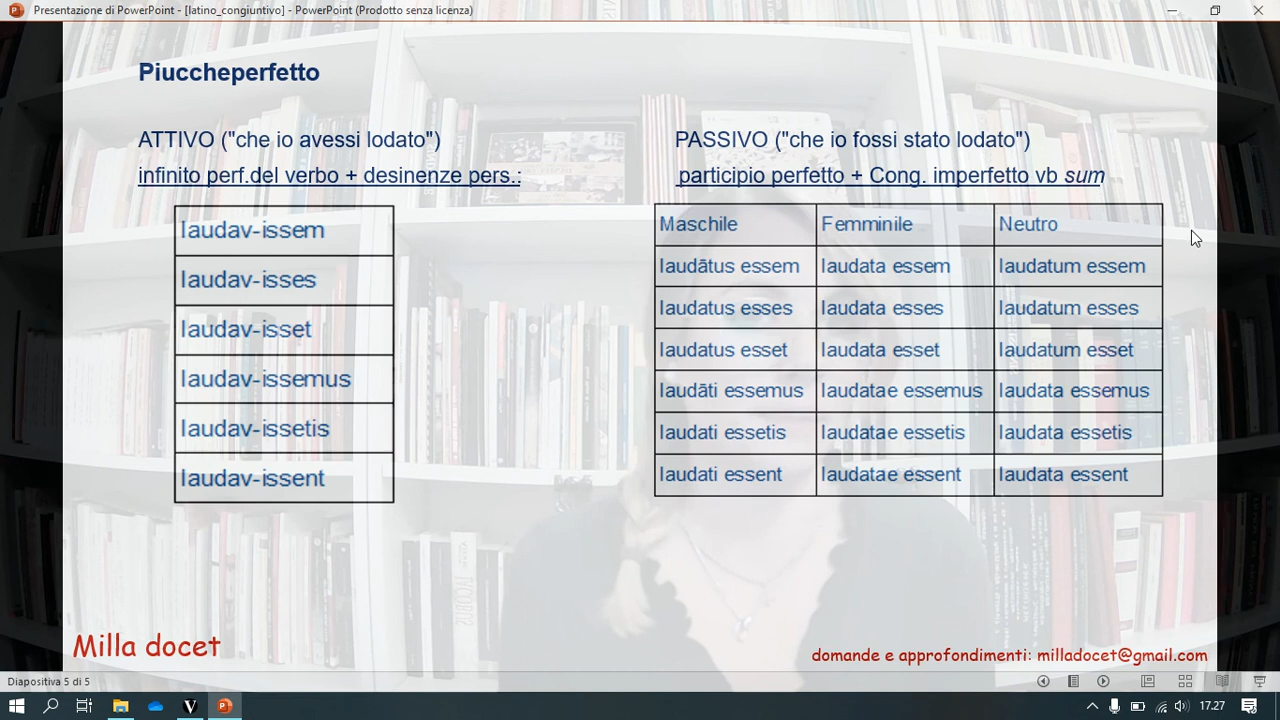 Presentazione di PowerPoint - [latino_congiuntivo] - PowerPoint (Prodotto senza licenza)
Piuccheperfetto
ATTIVO ("che io avessi lodato")
infinito perf.del verbo + desinenze pers.:
laudav-issem
laudav-isses
laudav-isset
laudav-issemus
laudav-issetis
laudav-issent
PASSIVO ("che io fossi stato lodato")
participio perfetto + Cong. imperfetto vb sum
Maschile Femminile Neutro
laudātus essem laudata essem laudatum essem
laudatus esses laudata esses laudatum esses
laudatus esset laudata esset laudatum esset
laudāti essemus laudatae essemus laudata essemus
laudati essetis laudatae essetis laudata essetis
laudati essent laudatae essent laudata essent
Milla docet
domande e approfondimenti: milladocet@gmail.com
Diapositiva 5 di 5
17.27